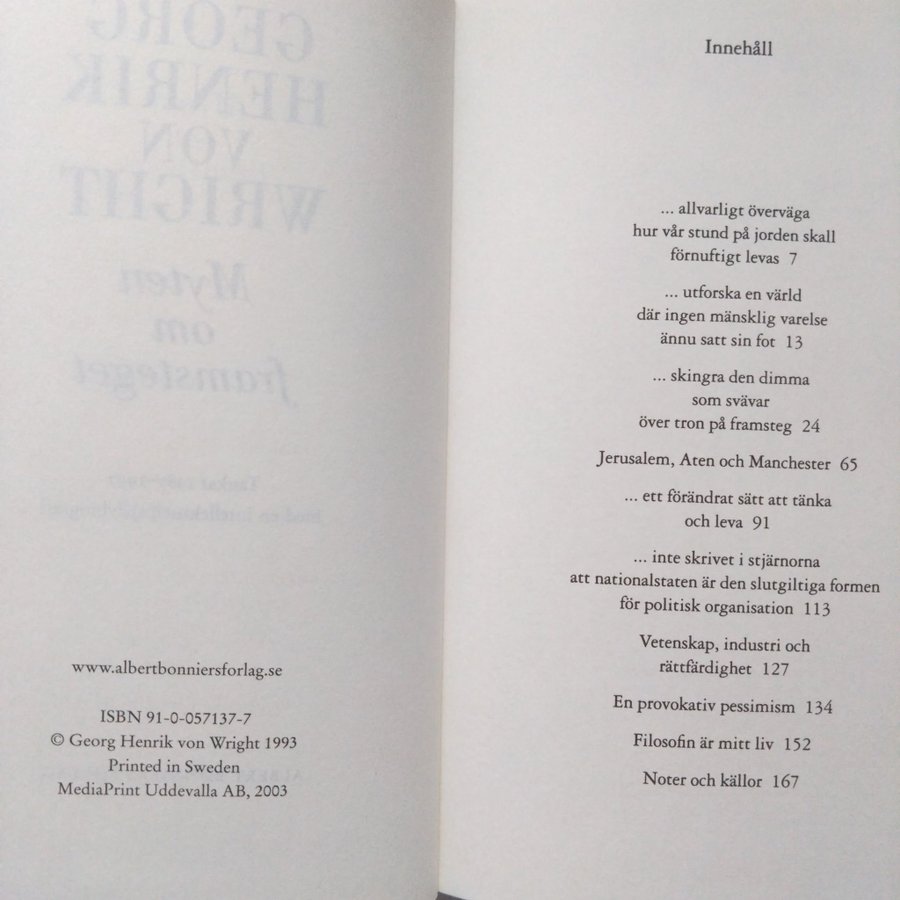 GEORG
HENRIK
VON
WRIGHT
Myten
om
framsteget
www.albertbonniersforlag.se
ISBN 91-0-057137-7
© Georg Henrik von Wright 1993
Printed in Sweden
MediaPrint Uddevalla AB, 2003
Innehåll
... allvarligt överväga
hur vår stund på jorden skall
förnuftigt levas 7
... utforska en värld
där ingen mänsklig varelse
ännu satt sin fot 13
... skingra den dimma
som svävar
över tron på framsteg 24
Jerusalem, Aten och Manchester 65
... ett förändrat sätt att tänka
och leva 91
... inte skrivet i stjärnorna
att nationalstaten är den slutgiltiga formen
för politisk organisation 113
Vetenskap, industri och
rättfärdighet 127
En provokativ pessimism 134
Filosofin är mitt liv 152
Noter och källor 167